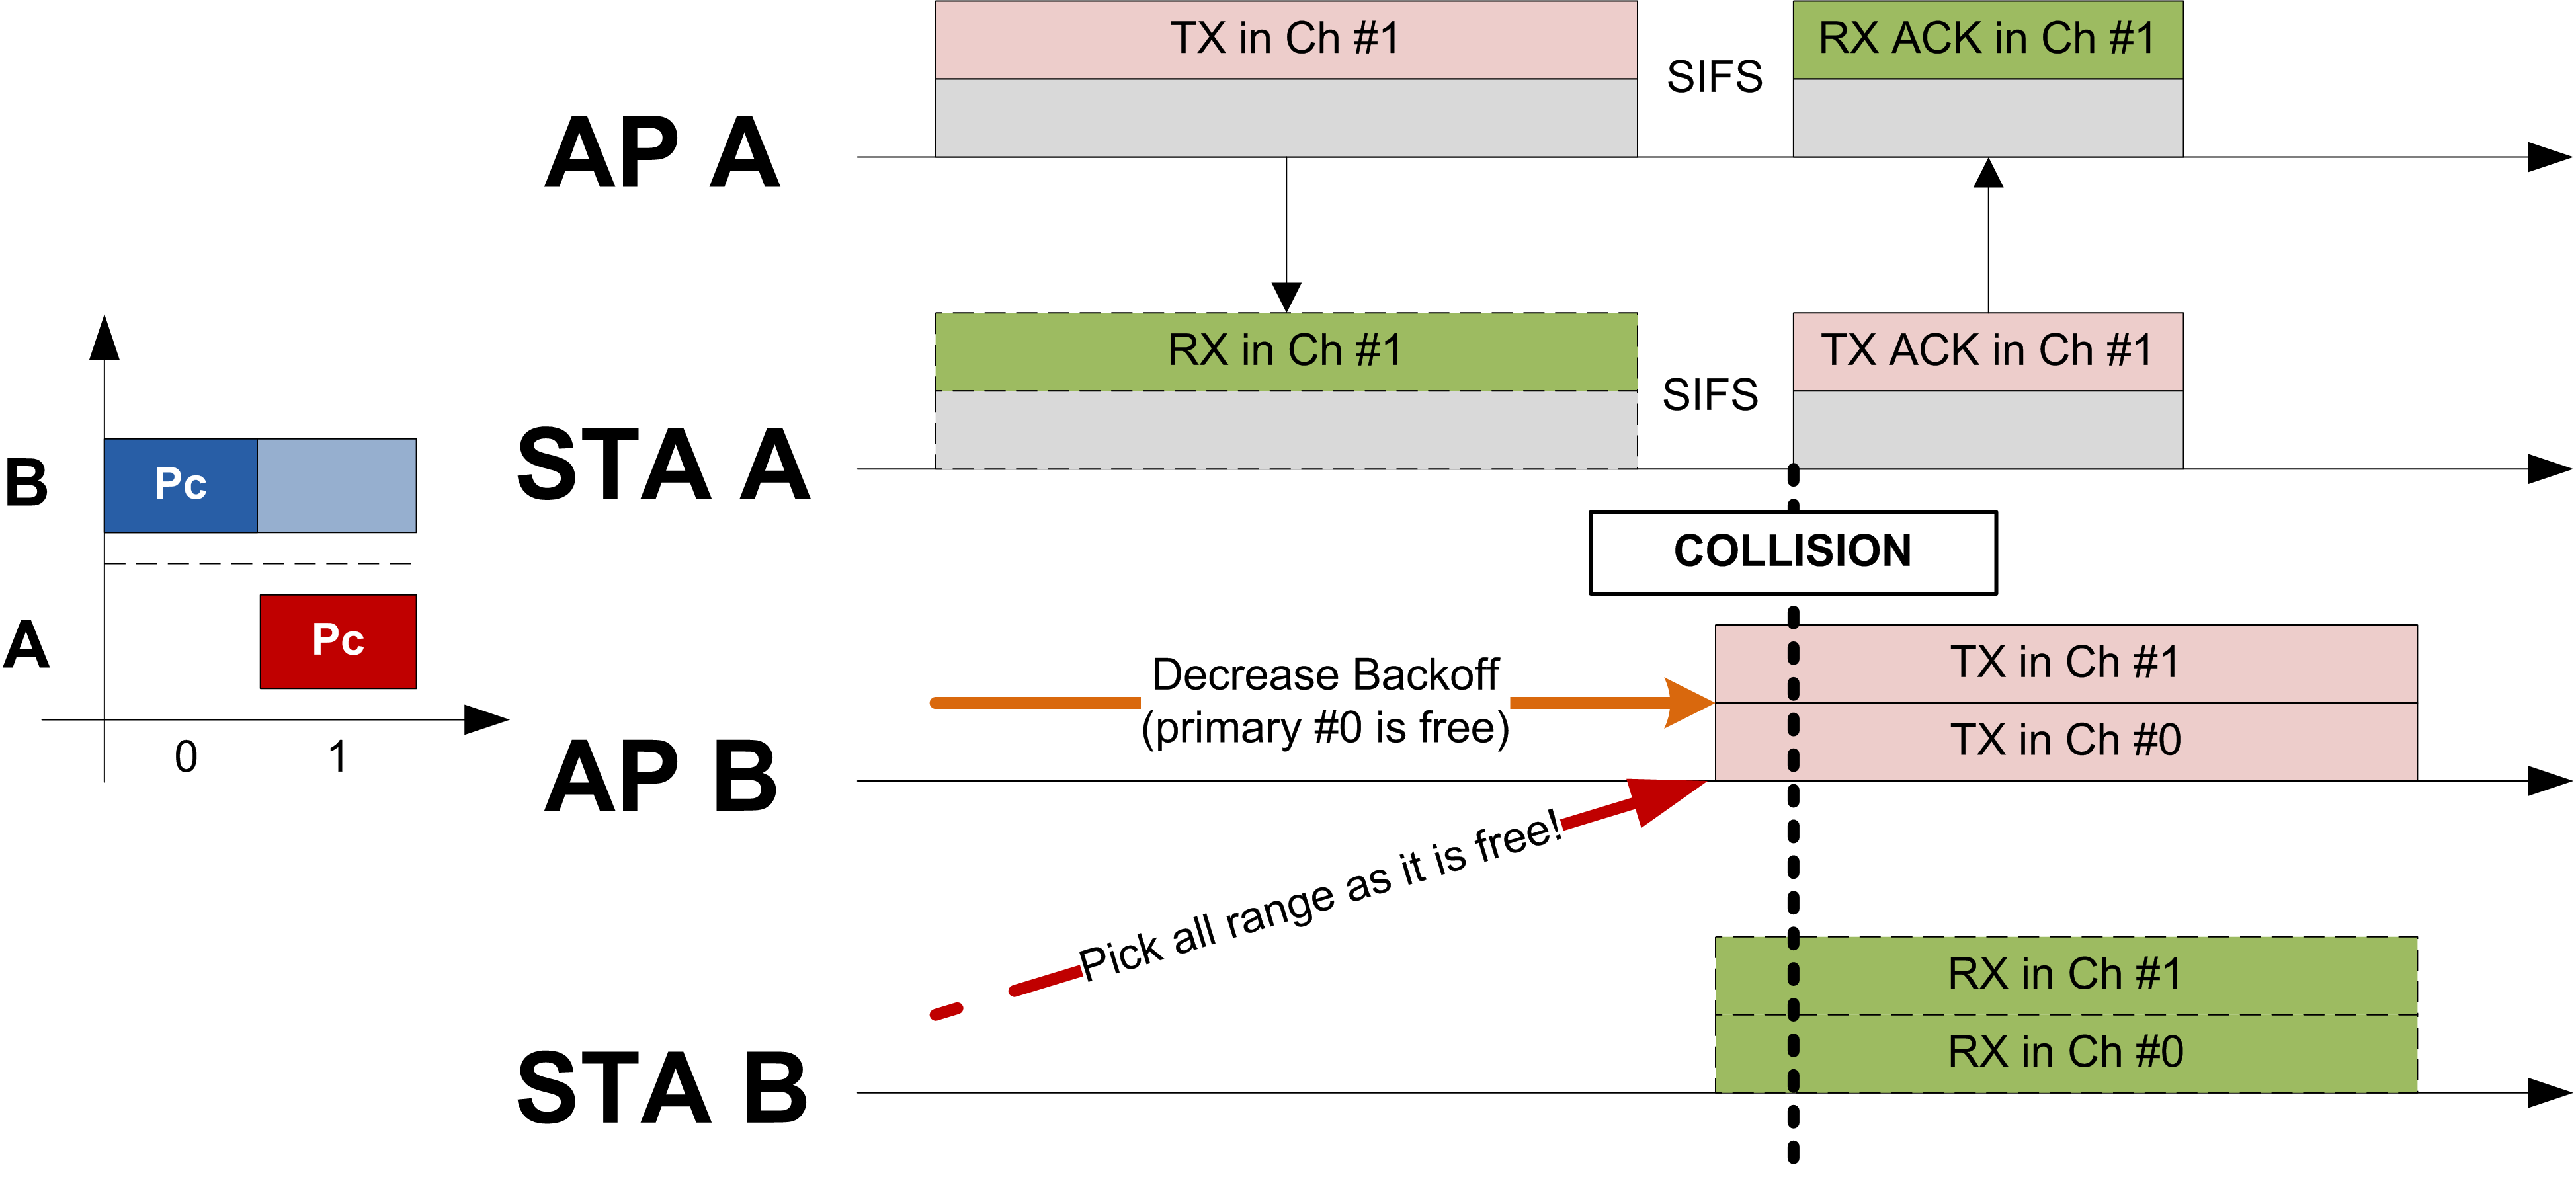 TX in Ch #1
SIFS
RX ACK in Ch #1
AP A
RX in Ch #1
SIFS
TX ACK in Ch #1
STA A
B
Pc
A
Pc
0
1
COLLISION
Decrease Backoff
(primary #0 is free)
TX in Ch #1
TX in Ch #0
AP B
Pick all range as it is free!
RX in Ch #1
RX in Ch #0
STA B